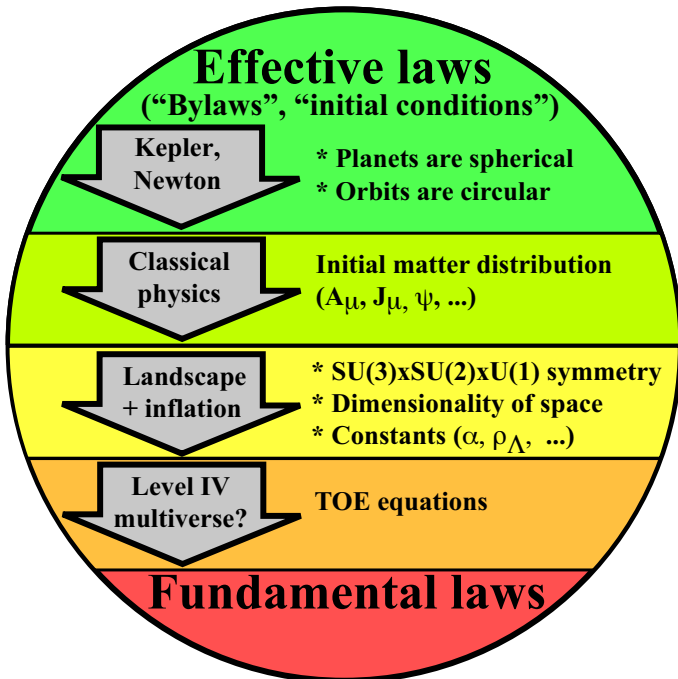 Effective laws
(“Bylaws”, “initial conditions”)
Kepler,
Newton
* Planets are spherical
* Orbits are circular
Classical
physics
Initial matter distribution
(Aμ, Jμ, ψ, ...)
Landscape
+ inflation
* SU(3)xSU(2)xU(1) symmetry
* Dimensionality of space
* Constants (α, ρΛ, ...)
Level IV
multiverse?
TOE equations
Fundamental laws